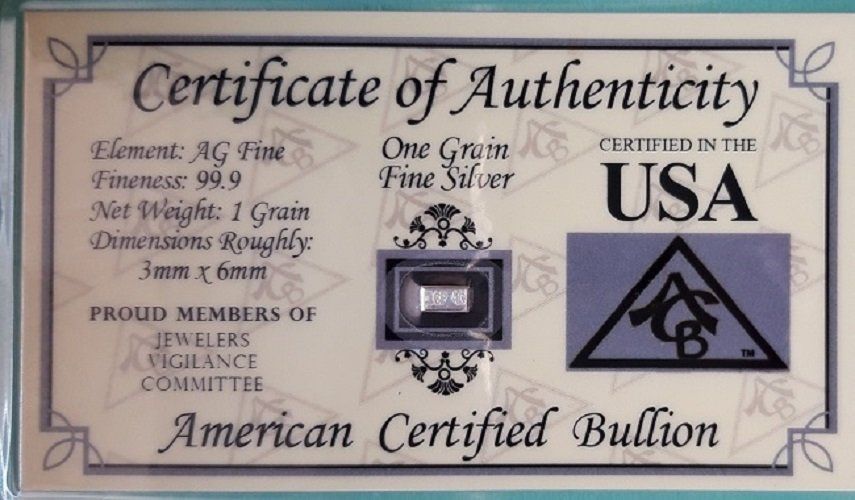 Certificate of Authenticity
Element: AG Fine
Fineness: 99.9
Net Weight: 1 Grain
Dimensions Roughly:
3mm x 6mm
PROUD MEMBERS OF
JEWELERS
VIGILANCE
COMMITTEE
One Grain
Fine Silver
CERTIFIED IN THE
USA
ACB
TM
American Certified Bullion